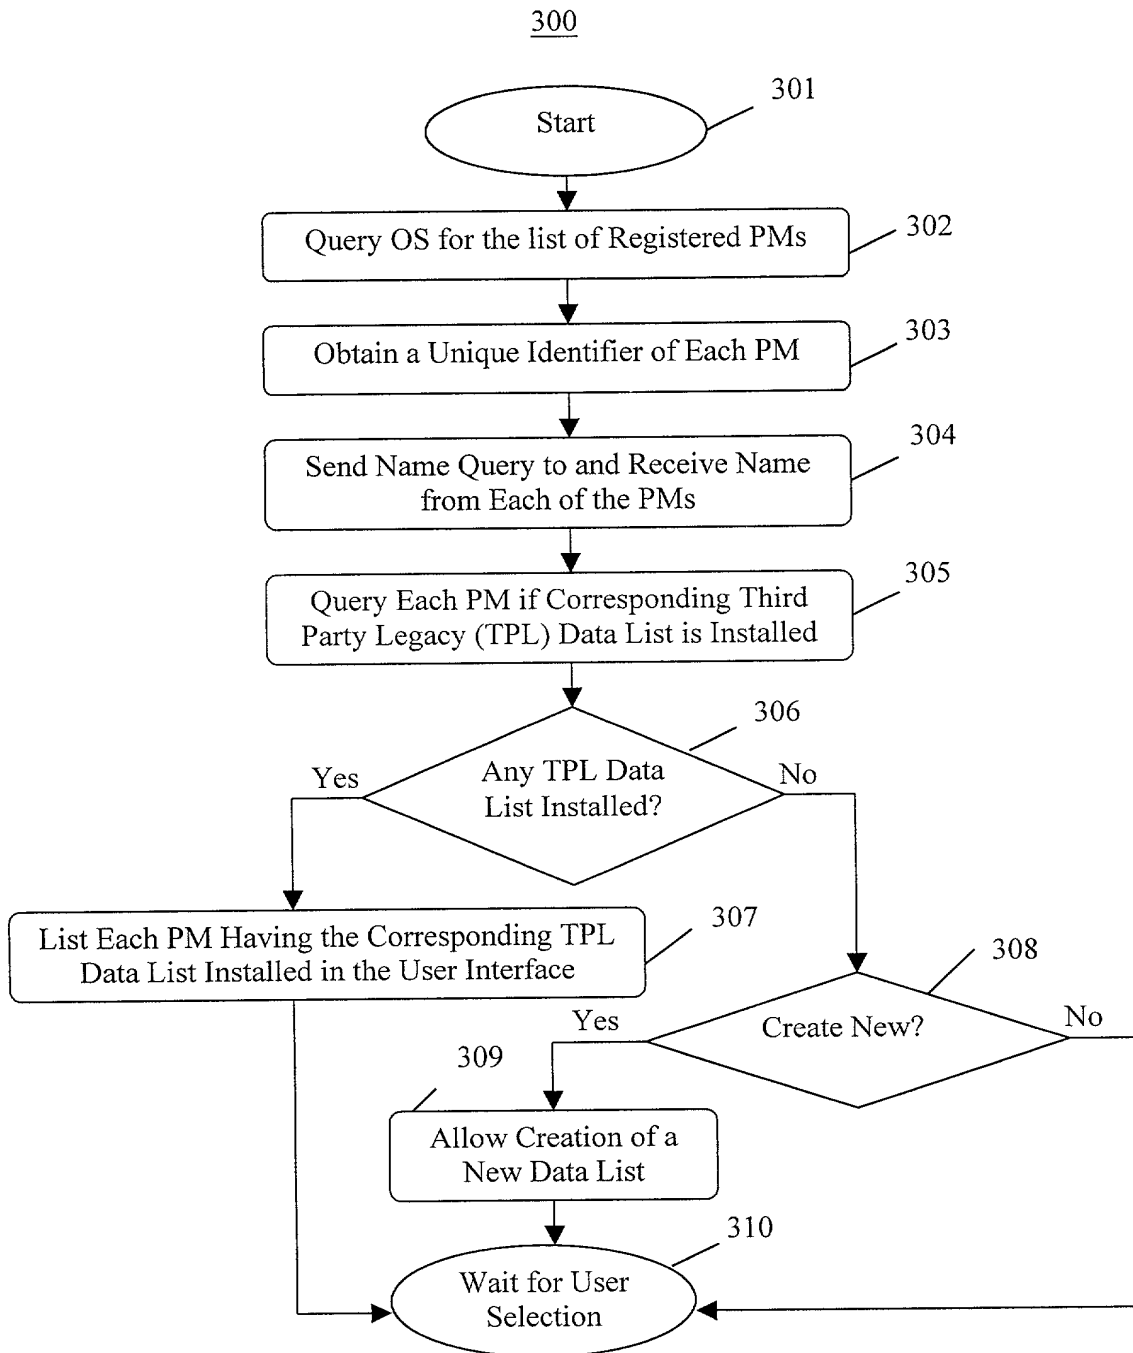 300
301
Start
Query OS for the list of Registered PMs
302
Obtain a Unique Identifier of Each PM
303
Send Name Query to and Receive Name
from Each of the PMs
304
Query Each PM if Corresponding Third
Party Legacy (TPL) Data List is Installed
305
306
Any TPL Data
List Installed?
Yes
No
List Each PM Having the Corresponding TPL
Data List Installed in the User Interface
307
308
Create New?
Yes
No
309
Allow Creation of a
New Data List
310
Wait for User
Selection